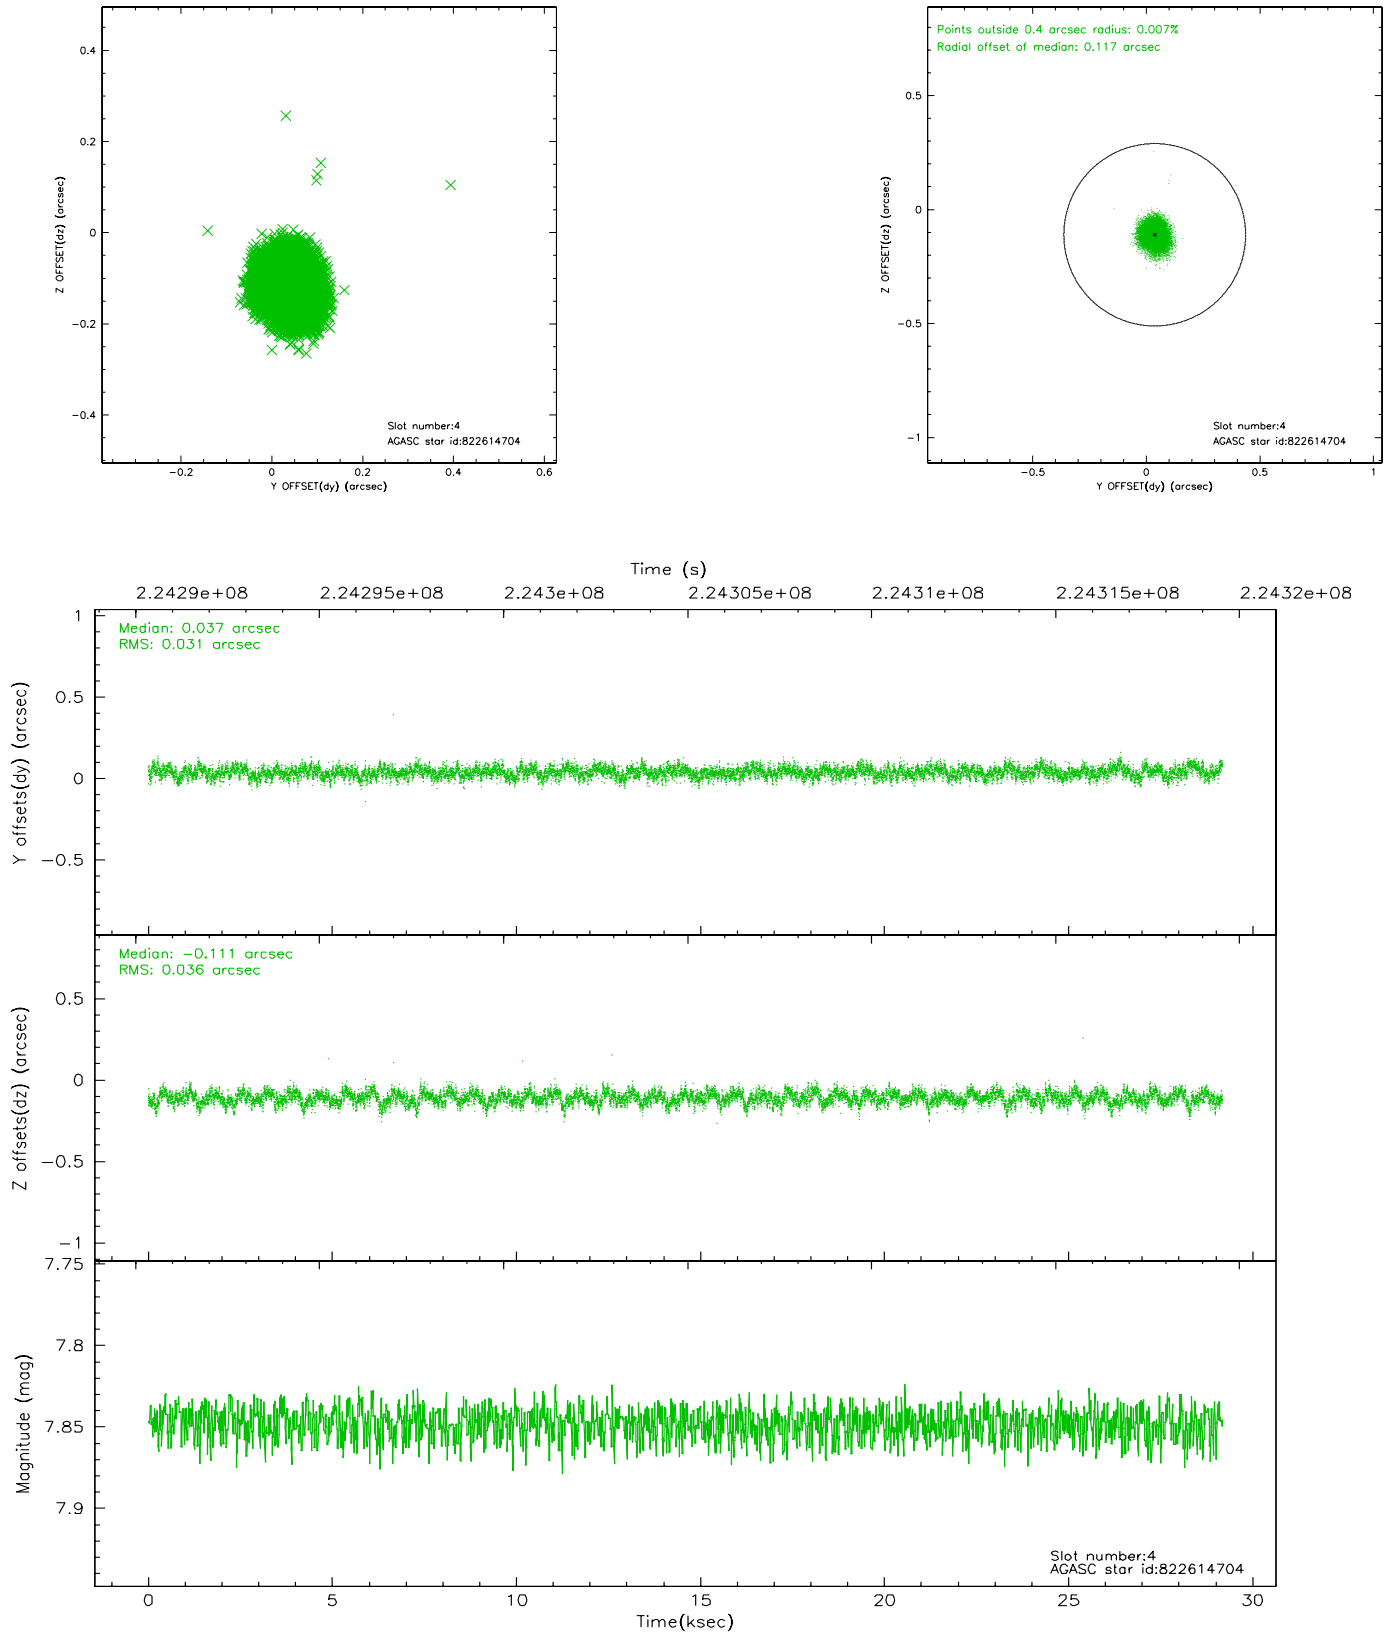 0.4
0.2
0
−0.2
−0.4
Z OFFSET(dz) (arcsec)
Slot number:4
AGASC star id:822614704
−0.2 0 0.2 0.4 0.6
Y OFFSET(dy) (arcsec)
Points outside 0.4 arcsec radius: 0.007%
Radial offset of median: 0.117 arcsec
0.5
0
−0.5
−1
Z OFFSET(dz) (arcsec)
Slot number:4
AGASC star id:822614704
−0.5 0 0.5 1
Y OFFSET(dy) (arcsec)
Time (s)
2.2429e+08 2.24295e+08 2.243e+08 2.24305e+08 2.2431e+08 2.24315e+08 2.2432e+08
Median: 0.037 arcsec
RMS: 0.031 arcsec
1
0.5
0
−0.5
Y offsets(dy) (arcsec)
Median: −0.111 arcsec
RMS: 0.036 arcsec
0.5
0
−0.5
−1
Z offsets(dz) (arcsec)
7.75
7.8
7.85
7.9
Magnitude (mag)
Slot number:4
AGASC star id:822614704
0 5 10 15 20 25 30
Time(ksec)